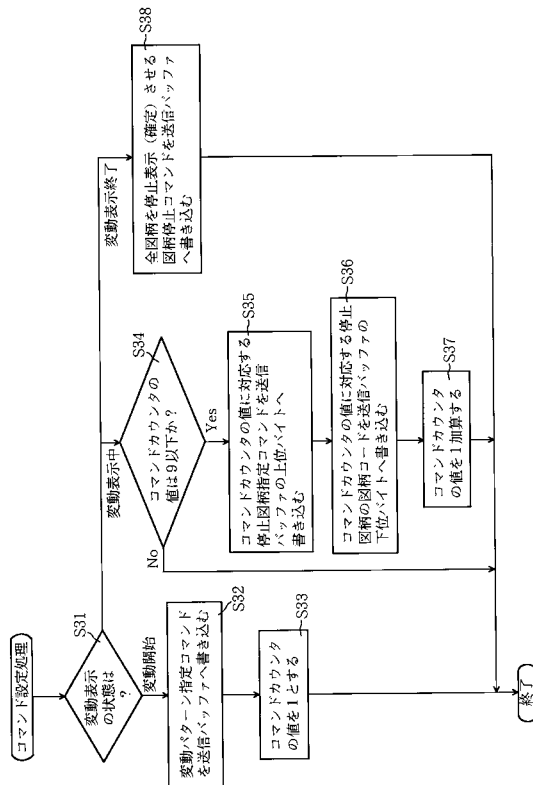 コマンド設定処理
S31
変動表示
の状態は
?
変動開始
変動表示中
変動表示終了
S32
変動パターン指定コマンド
を送信バッファへ書き込む
S33
コマンドカウンタ
の値を1とする
S34
コマンドカウンタの
値は9以下か?
No
Yes
S35
コマンドカウンタの値に対応する
停止図柄指定コマンドを送信
バッファの上位バイトへ
書き込む
S36
コマンドカウンタの値に対応する停止
図柄の図柄コードを送信バッファの
下位バイトへ書き込む
S37
コマンドカウンタ
の値を1加算する
S38
全図柄を停止表示(確定)させる
図柄停止コマンドを送信バッファ
へ書き込む
終了